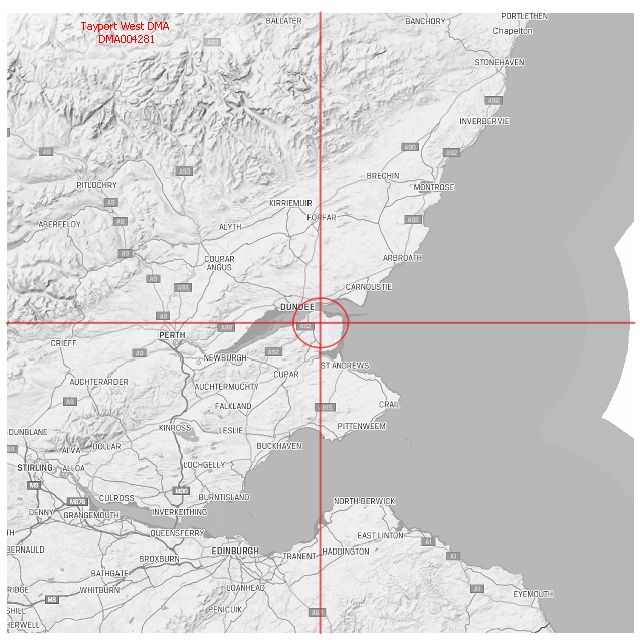 BALLATER
BANCHORY
PORTLETHEN
Chapelton
Tayport West DMA
DMA004281
A93
STONEHAVEN
A92
INVERBERVIE
A9
A90
A92
A93
BRECHIN
PITLOCHRY
MONTROSE
A9
KIRRIEMUIR
A9
FORFAR
A92
ABERFELDY
ALYTH
A9
COUPAR
ANGUS
ARBROATH
A9
A93
CARNOUSTIE
DUNDEE
A9
A90
PERTH
CRIEFF
A9
A92
NEWBURGH
ST ANDREWS
CUPAR
AUCHTERARDER
AUCHTERMUCHTY
A9
FALKLAND
A915
CRAIL
KINROSS
LESLIE
PITTENWEEM
DUNBLANE
ALVA
DOLLAR
BUCKHAVEN
STIRLING
ALLOA
LOCHGELLY
M9
M90
CULROSS
BURNTISLAND
M876
NORTH BERWICK
DENNY
GRANGEMOUTH
INVERKEITHING
QUEENSFERRY
EAST LINTON
A1
BERNAULD
BROXBURN
EDINBURGH
TRANENT
HADDINGTON
A1
BATHGATE
RIDGE
WHITBURN
LOANHEAD
A1
EYEMOUTH
M8
SHILL
PENICUIK
HERWELL